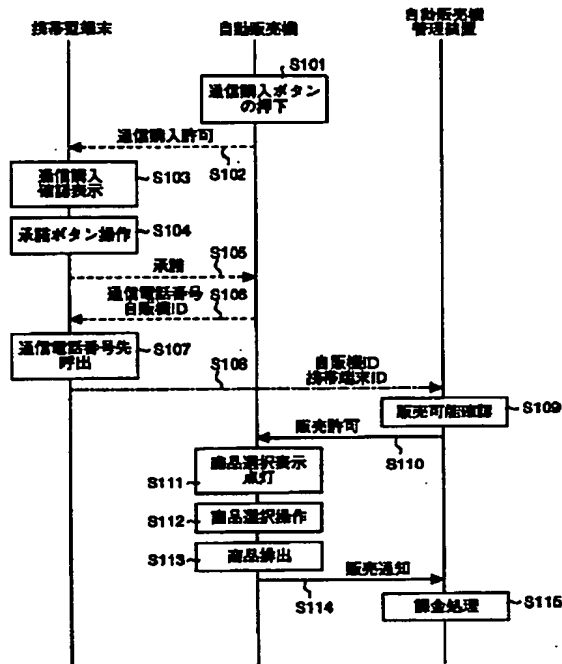 携帯型端末
自動販売機
自動販売機
管理装置
S101
通信購入ボタン
の押下
通信購入許可
S102
通信購入
確認表示
S103
承諾ボタン操作
S104
S105
承諾
通信電話番号
自販機ID
S106
通信電話番号先
呼出
S107
S108
自販機ID
携帯端末ID
販売可能確認
S109
販売許可
S110
商品選択表示
点灯
S111
商品選択操作
S112
商品排出
S113
販売通知
S114
課金処理
S115